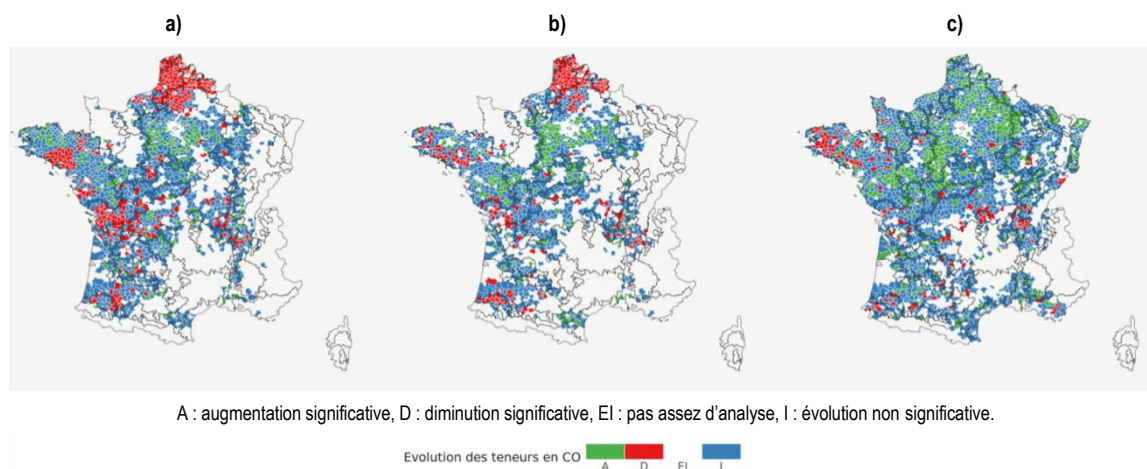 a) b) c)
A : augmentation significative, D : diminution significative, EI : pas assez d’analyse, I : évolution non significative.
Evolution des teneurs en CO
A D EI I